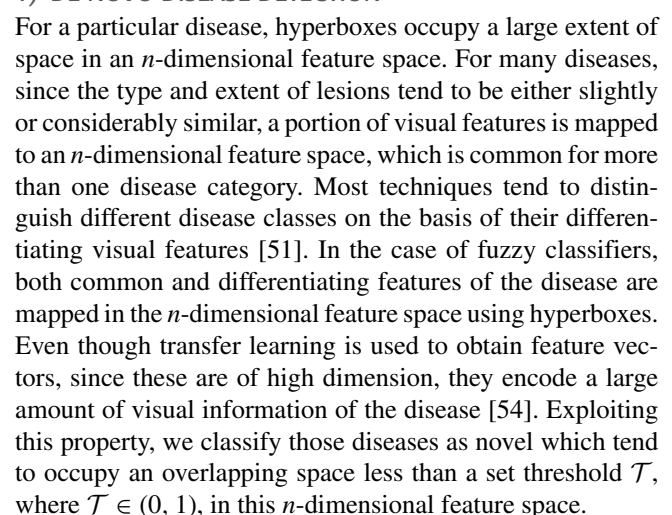 For a particular disease, hyperboxes occupy a large extent of
space in an n-dimensional feature space. For many diseases,
since the type and extent of lesions tend to be either slightly
or considerably similar, a portion of visual features is mapped
to an n-dimensional feature space, which is common for more
than one disease category. Most techniques tend to distin-
guish different disease classes on the basis of their differen-
tiating visual features [51]. In the case of fuzzy classifiers,
both common and differentiating features of the disease are
mapped in the n-dimensional feature space using hyperboxes.
Even though transfer learning is used to obtain feature vec-
tors, since these are of high dimension, they encode a large
amount of visual information of the disease [54]. Exploiting
this property, we classify those diseases as novel which tend
to occupy an overlapping space less than a set threshold 𝒯,
where 𝒯 ∈ (0, 1), in this n-dimensional feature space.